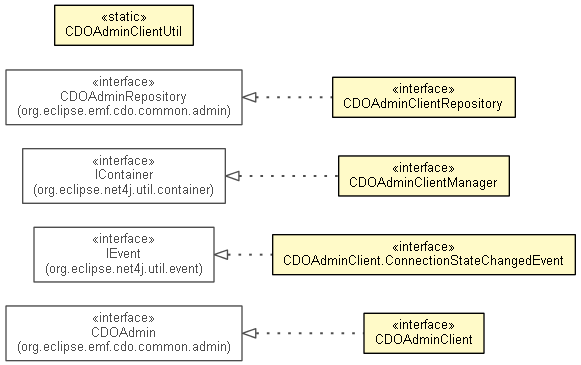 «static»
CDOAdminClientUtil
«interface»
CDOAdminRepository
(org.eclipse.emf.cdo.common.admin)
«interface»
CDOAdminClientRepository
«interface»
IContainer
(org.eclipse.net4j.util.container)
«interface»
CDOAdminClientManager
«interface»
IEvent
(org.eclipse.net4j.util.event)
«interface»
CDOAdminClient.ConnectionStateChangedEvent
«interface»
CDOAdmin
(org.eclipse.emf.cdo.common.admin)
«interface»
CDOAdminClient